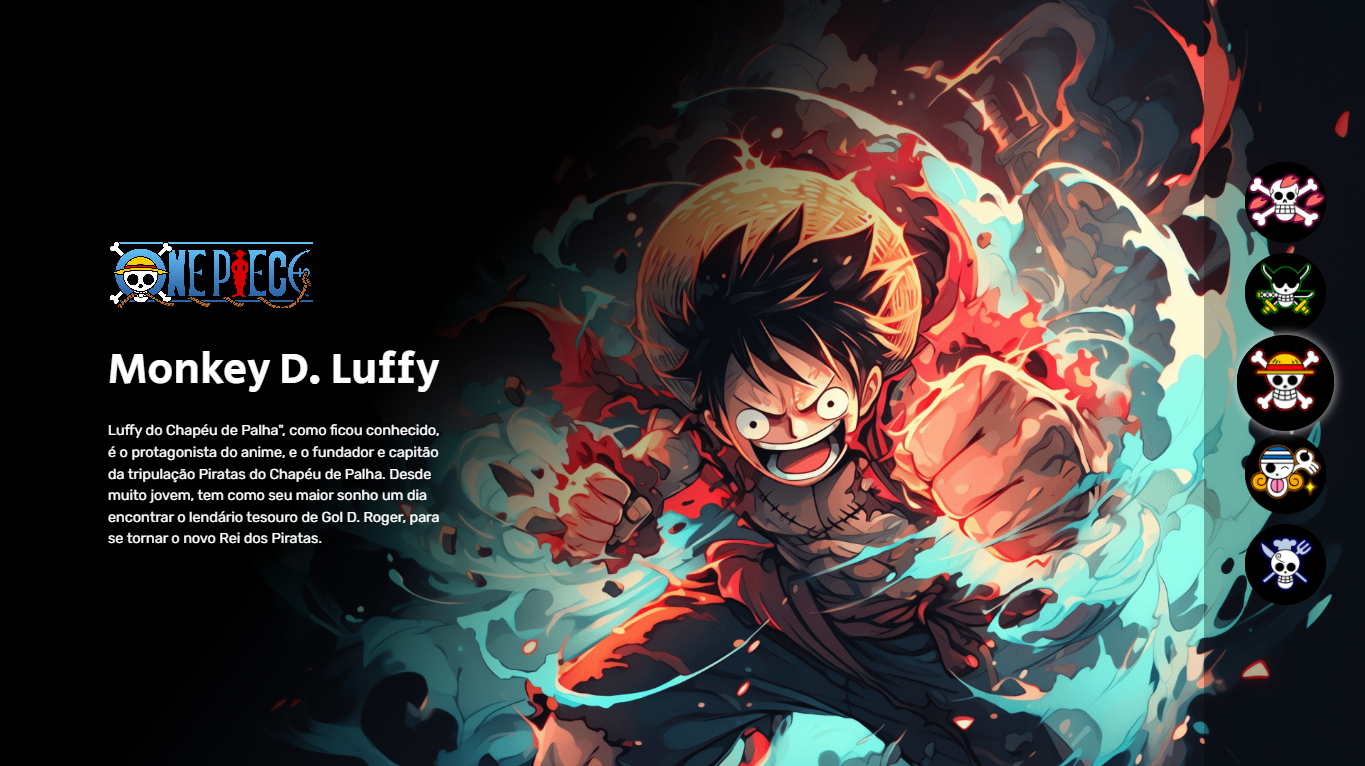 ONE PIECE
Monkey D. Luffy
Luffy do Chapéu de Palha", como ficou conhecido,
é o protagonista do anime, e o fundador e capitão
da tripulação Piratas do Chapéu de Palha. Desde
muito jovem, tem como seu maior sonho um dia
encontrar o lendário tesouro de Gol D. Roger, para
se tornar o novo Rei dos Piratas.